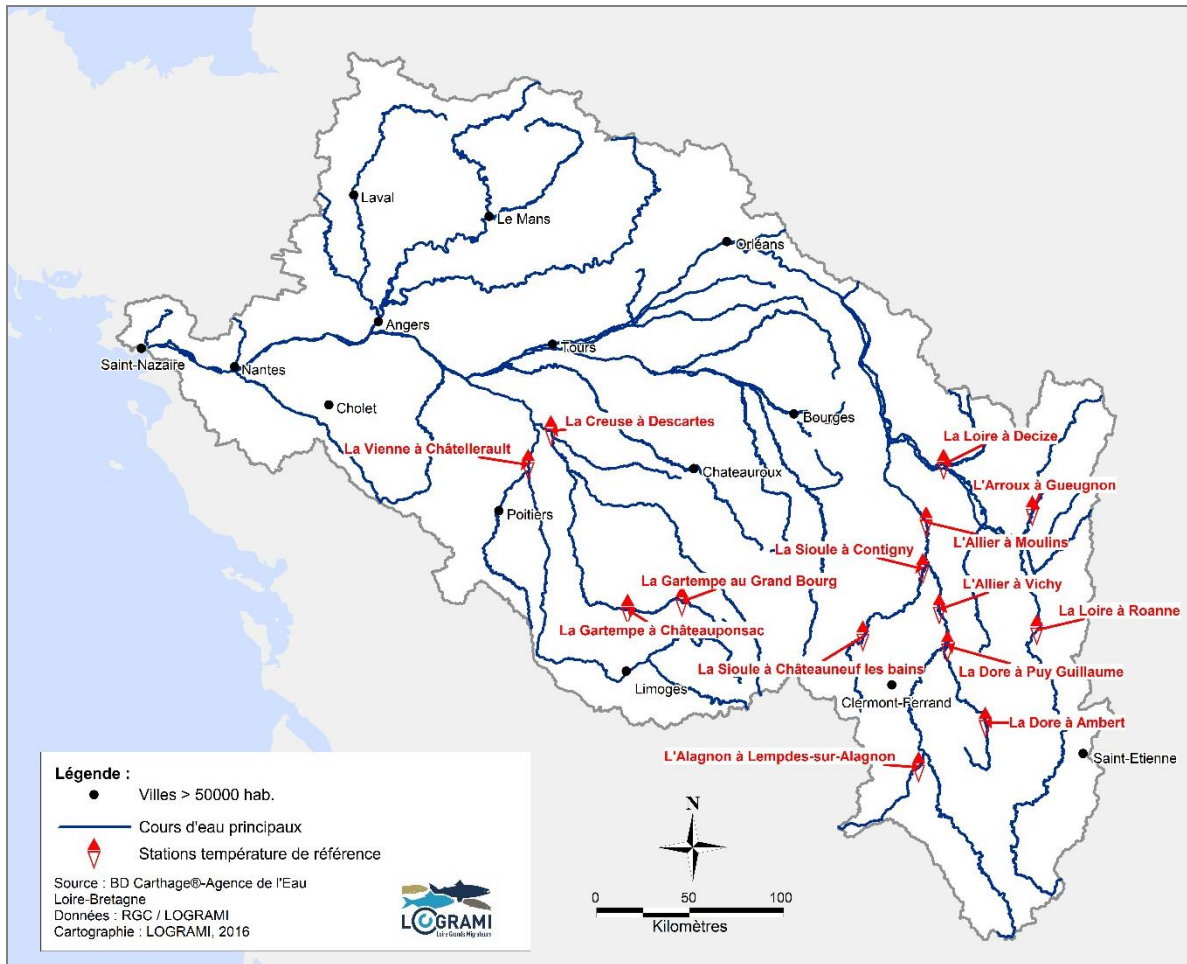 Laval
Le Mans
Orléans
Angers
Tours
Saint-Nazaire
Nantes
Cholet
Bourges
La Creuse à Descartes
La Vienne à Châtellerault
La Loire à Decize
Chateauroux
L'Arroux à Gueugnon
Poitiers
L'Allier à Moulins
La Sioule à Contigny
La Gartempe au Grand Bourg
L'Allier à Vichy
La Loire à Roanne
La Gartempe à Châteauponsac
La Sioule à Châteauneuf les bains
La Dore à Puy Guillaume
Limoges
Clermont-Ferrand
La Dore à Ambert
L'Alagnon à Lempdes-sur-Alagnon
Saint-Etienne
Légende :
Villes > 50000 hab.
Cours d'eau principaux
Stations température de référence
Source : BD Carthage®-Agence de l'Eau
Loire-Bretagne
Données : RGC / LOGRAMI
Cartographie : LOGRAMI, 2016
LOGRAMI
Loire Grands Migrateurs
N
0 50 100
Kilomètres